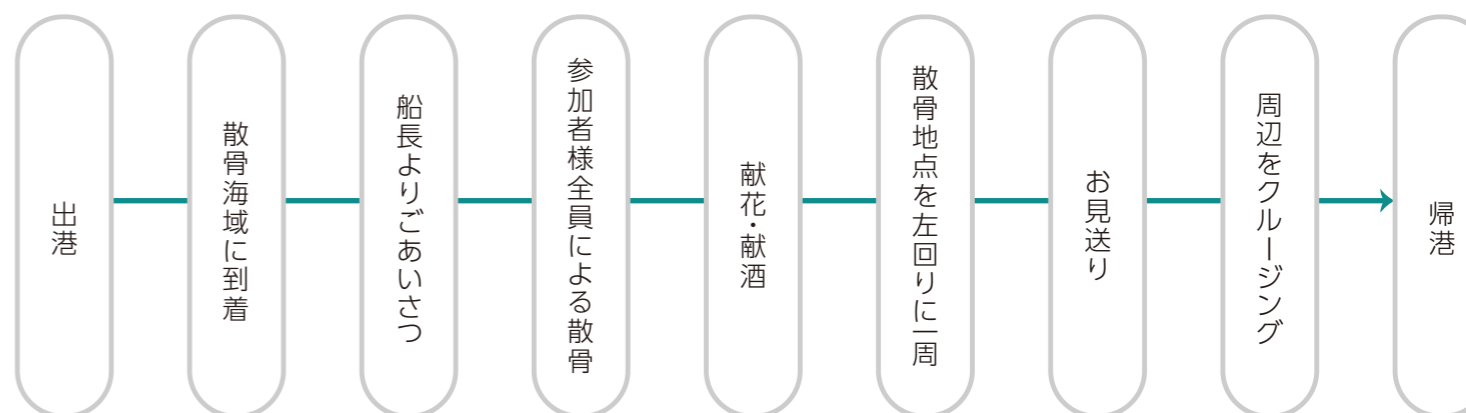 出港
散骨海域に到着
船長よりごあいさつ
参加者様全員による散骨
献花・献酒
散骨地点を左回りに一周
お見送り
周辺をクルージング
帰港